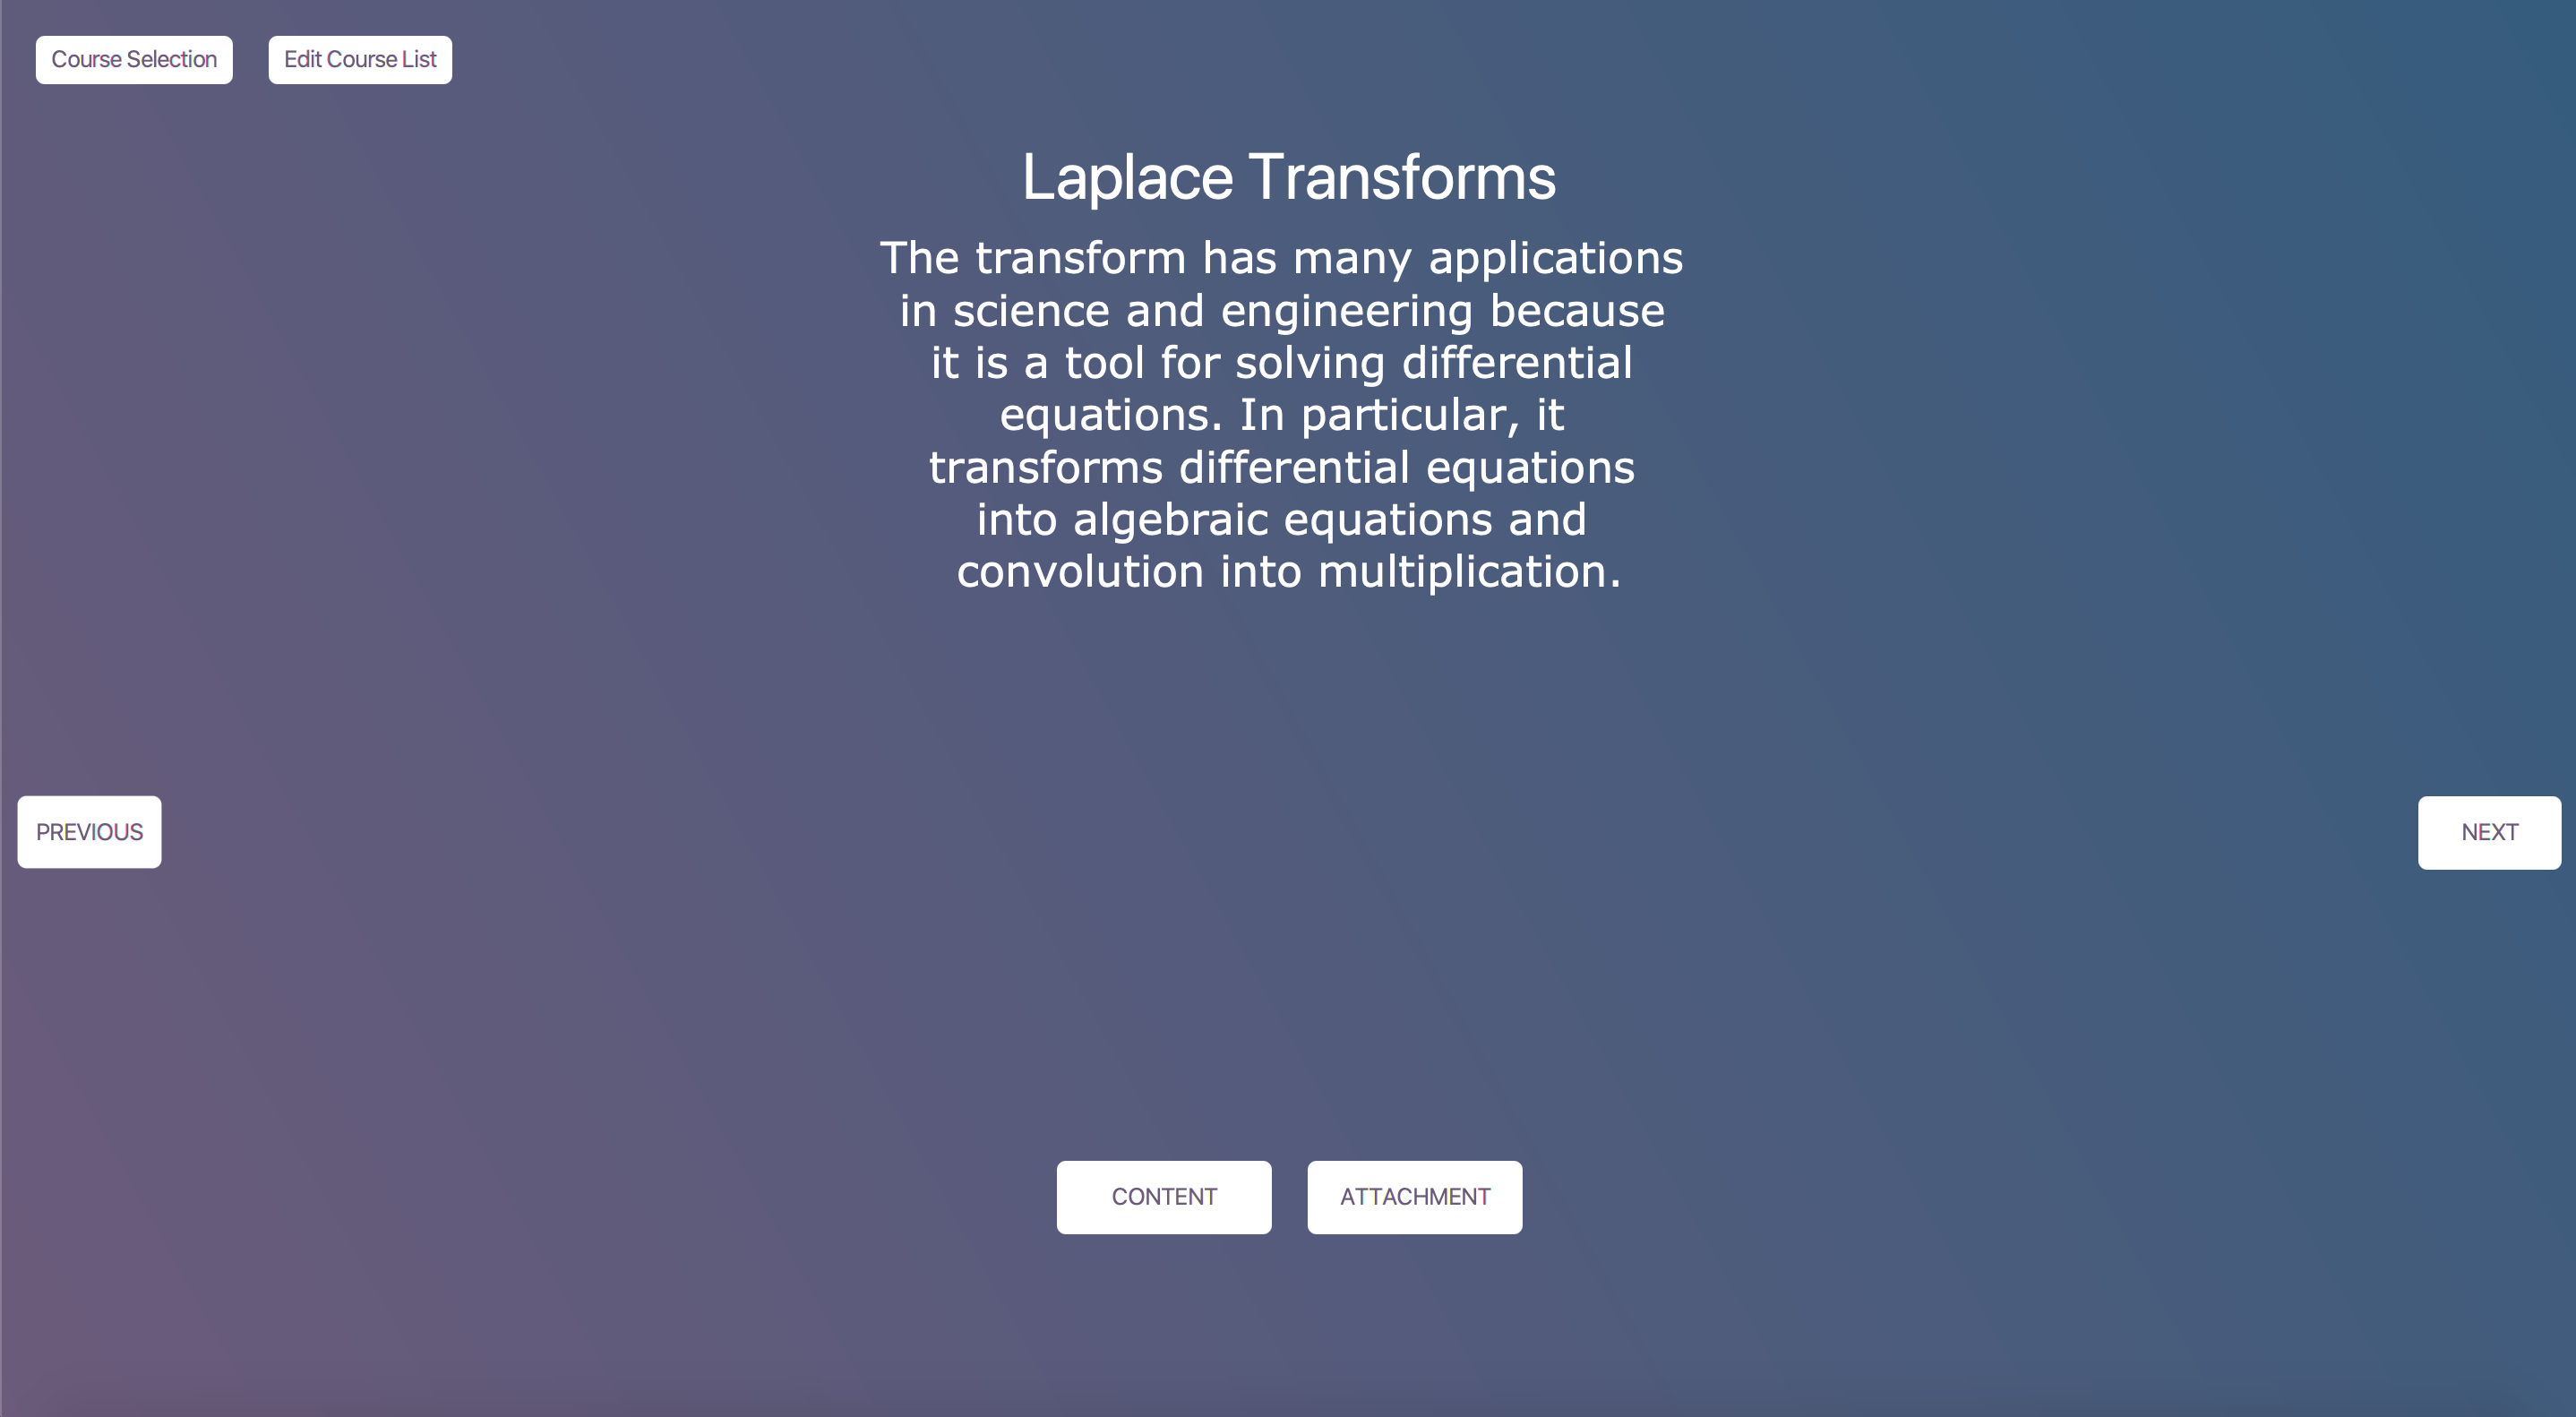 Course Selection
Edit Course List
Laplace Transforms
The transform has many applications
in science and engineering because
it is a tool for solving differential
equations. In particular, it
transforms differential equations
into algebraic equations and
convolution into multiplication.
PREVIOUS
NEXT
CONTENT
ATTACHMENT